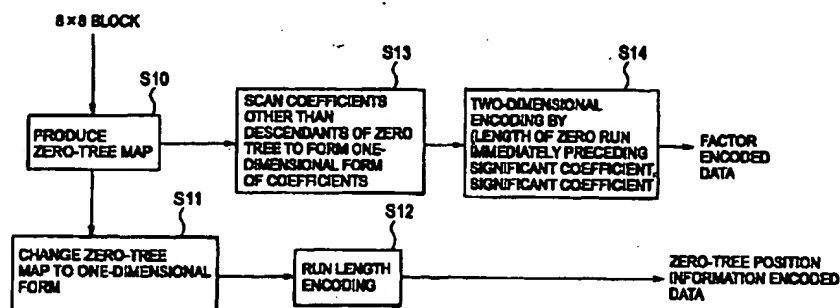 8×8 BLOCK
S10
PRODUCE
ZERO-TREE MAP
S13
SCAN COEFFICIENTS
OTHER THAN
DESCENDANTS OF ZERO
TREE TO FORM ONE-
DIMENSIONAL FORM
OF COEFFICIENTS
S14
TWO-DIMENSIONAL
ENCODING BY
(LENGTH OF ZERO RUN
IMMEDIATELY PRECEDING
SIGNIFICANT COEFFICIENT,
SIGNIFICANT COEFFICIENT
FACTOR
ENCODED
DATA
S11
CHANGE ZERO-TREE
MAP TO ONE-DIMENSIONAL
FORM
S12
RUN LENGTH
ENCODING
ZERO-TREE POSITION
INFORMATION ENCODED
DATA